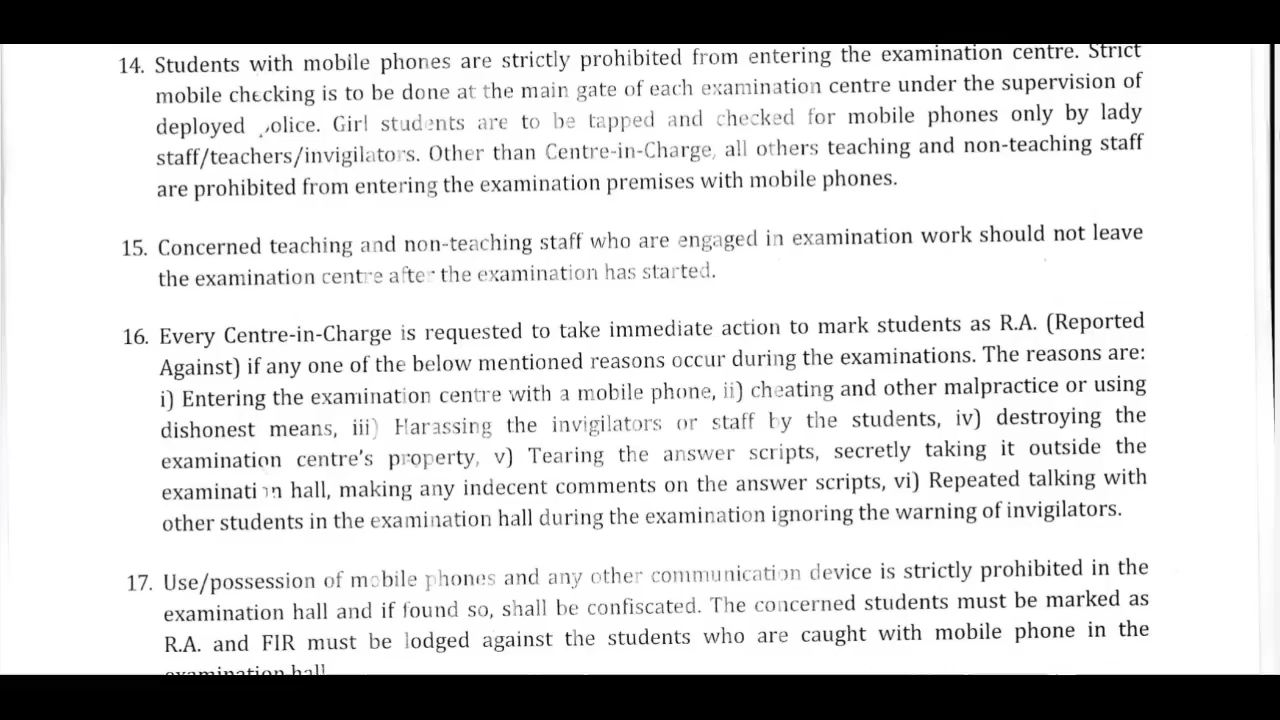 14. Students with mobile phones are strictly prohibited from entering the examination centre. Strict
mobile checking is to be done at the main gate of each examination centre under the supervision of
deployed police. Girl students are to be tapped and checked for mobile phones only by lady
staff/teachers/invigilators. Other than Centre-in-Charge, all others teaching and non-teaching staff
are prohibited from entering the examination premises with mobile phones.
15. Concerned teaching and non-teaching staff who are engaged in examination work should not leave
the examination centre after the examination has started.
16. Every Centre-in-Charge is requested to take immediate action to mark students as R.A. (Reported
Against) if any one of the below mentioned reasons occur during the examinations. The reasons are:
i) Entering the examination centre with a mobile phone, ii) cheating and other malpractice or using
dishonest means, iii) Harassing the invigilators or staff by the students, iv) destroying the
examination centre's property, v) Tearing the answer scripts, secretly taking it outside the
examination hall, making any indecent comments on the answer scripts, vi) Repeated talking with
other students in the examination hall during the examination ignoring the warning of invigilators.
17. Use/possession of mobile phones and any other communication device is strictly prohibited in the
examination hall and if found so, shall be confiscated. The concerned students must be marked as
R.A. and FIR must be lodged against the students who are caught with mobile phone in the
examination hall